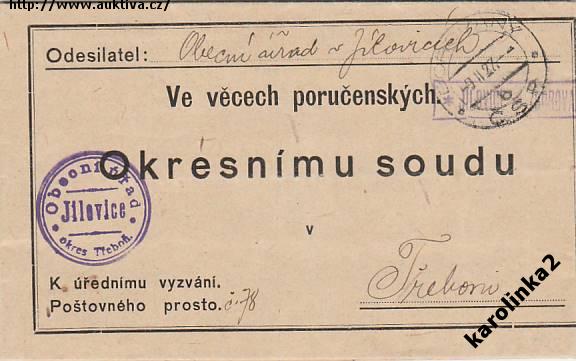 http://www.auktiva.cz/
Odesilatel: Obecní úřad v Jílovicích
Ve věcech poručenských.
Okresnímu soudu
v
Třeboni
Obecní úřad
Jílovice
okres Třeboň.
K úřednímu vyzvání.
Poštovného prosto. č. 78
karolinka2